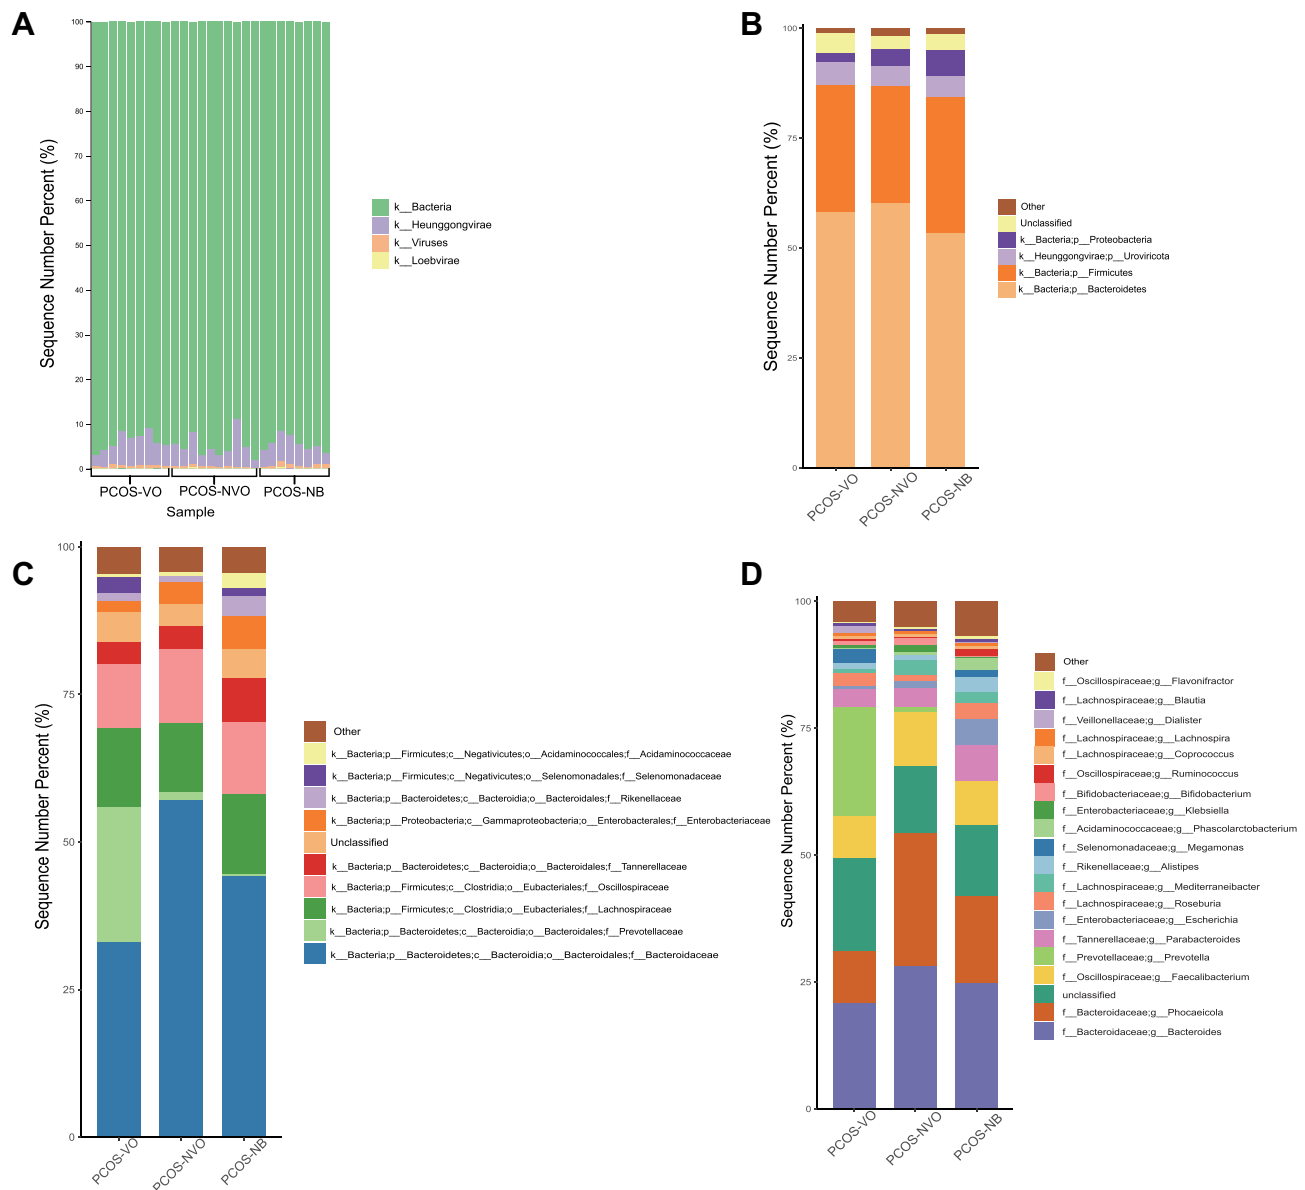 A
Sequence Number Percent (%)
100
90
80
70
60
50
40
30
20
10
0
PCOS-VO
PCOS-NVO
PCOS-NB
Sample
k__Bacteria
k__Heunggongvirae
k__Viruses
k__Loebvirae
B
Sequence Number Percent (%)
100
75
50
25
0
PCOS-VO
PCOS-NVO
PCOS-NB
Other
Unclassified
k__Bacteria;p__Proteobacteria
k__Heunggongvirae;p__Uroviricota
k__Bacteria;p__Firmicutes
k__Bacteria;p__Bacteroidetes
C
Sequence Number Percent (%)
100
75
50
25
0
PCOS-VO
PCOS-NVO
PCOS-NB
Other
k__Bacteria;p__Firmicutes;c__Negativicutes;o__Acidaminococcales;f__Acidaminococcaceae
k__Bacteria;p__Firmicutes;c__Negativicutes;o__Selenomonadales;f__Selenomonadaceae
k__Bacteria;p__Bacteroidetes;c__Bacteroidia;o__Bacteroidales;f__Rikenellaceae
k__Bacteria;p__Proteobacteria;c__Gammaproteobacteria;o__Enterobacterales;f__Enterobacteriaceae
Unclassified
k__Bacteria;p__Bacteroidetes;c__Bacteroidia;o__Bacteroidales;f__Tannerellaceae
k__Bacteria;p__Firmicutes;c__Clostridia;o__Eubacteriales;f__Oscillospiraceae
k__Bacteria;p__Firmicutes;c__Clostridia;o__Eubacteriales;f__Lachnospiraceae
k__Bacteria;p__Bacteroidetes;c__Bacteroidia;o__Bacteroidales;f__Prevotellaceae
k__Bacteria;p__Bacteroidetes;c__Bacteroidia;o__Bacteroidales;f__Bacteroidaceae
D
Sequence Number Percent (%)
100
75
50
25
0
PCOS-VO
PCOS-NVO
PCOS-NB
Other
f__Oscillospiraceae;g__Flavonifractor
f__Lachnospiraceae;g__Blautia
f__Veillonellaceae;g__Dialister
f__Lachnospiraceae;g__Lachnospira
f__Lachnospiraceae;g__Coprococcus
f__Oscillospiraceae;g__Ruminococcus
f__Bifidobacteriaceae;g__Bifidobacterium
f__Enterobacteriaceae;g__Klebsiella
f__Acidaminococcaceae;g__Phascolarctobacterium
f__Selenomonadaceae;g__Megamonas
f__Rikenellaceae;g__Alistipes
f__Lachnospiraceae;g__Mediterraneibacter
f__Lachnospiraceae;g__Roseburia
f__Enterobacteriaceae;g__Escherichia
f__Tannerellaceae;g__Parabacteroides
f__Prevotellaceae;g__Prevotella
f__Oscillospiraceae;g__Faecalibacterium
unclassified
f__Bacteroidaceae;g__Phocaeicola
f__Bacteroidaceae;g__Bacteroides